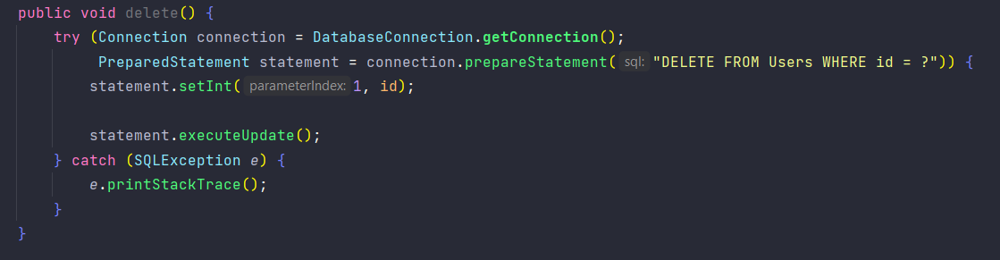 public void delete() {
try (Connection connection = DatabaseConnection.getConnection();
PreparedStatement statement = connection.prepareStatement( sql: "DELETE FROM Users WHERE id = ?")) {
statement.setInt( parameterIndex: 1, id);
statement.executeUpdate();
} catch (SQLException e) {
e.printStackTrace();
}
}